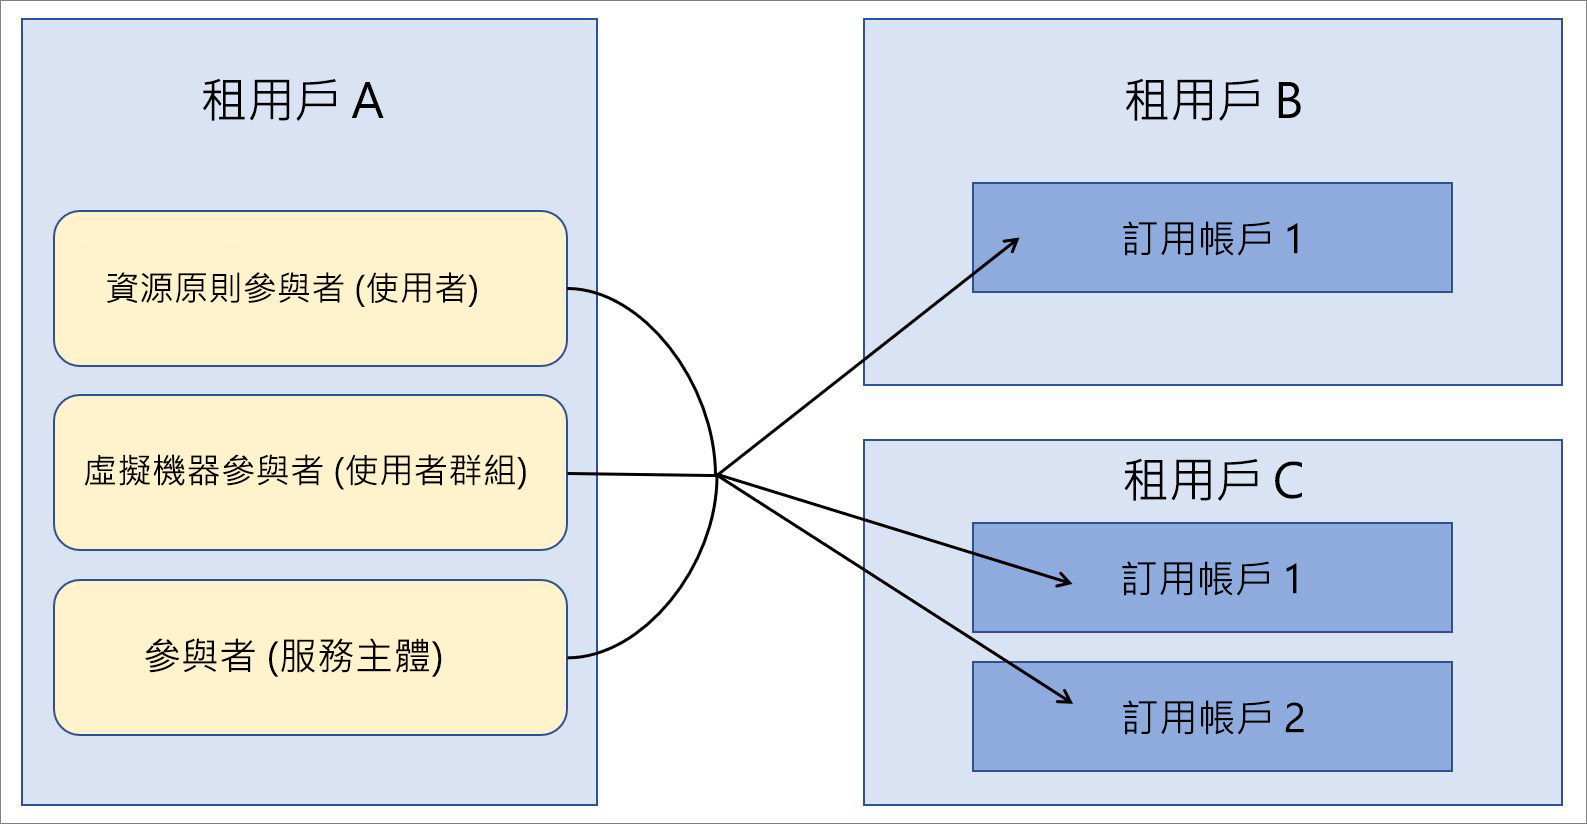 租用戶 A
資源原則參與者 (使用者)
虛擬機器參與者 (使用者群組)
參與者 (服務主體)
租用戶 B
訂用帳戶 1
租用戶 C
訂用帳戶 1
訂用帳戶 2